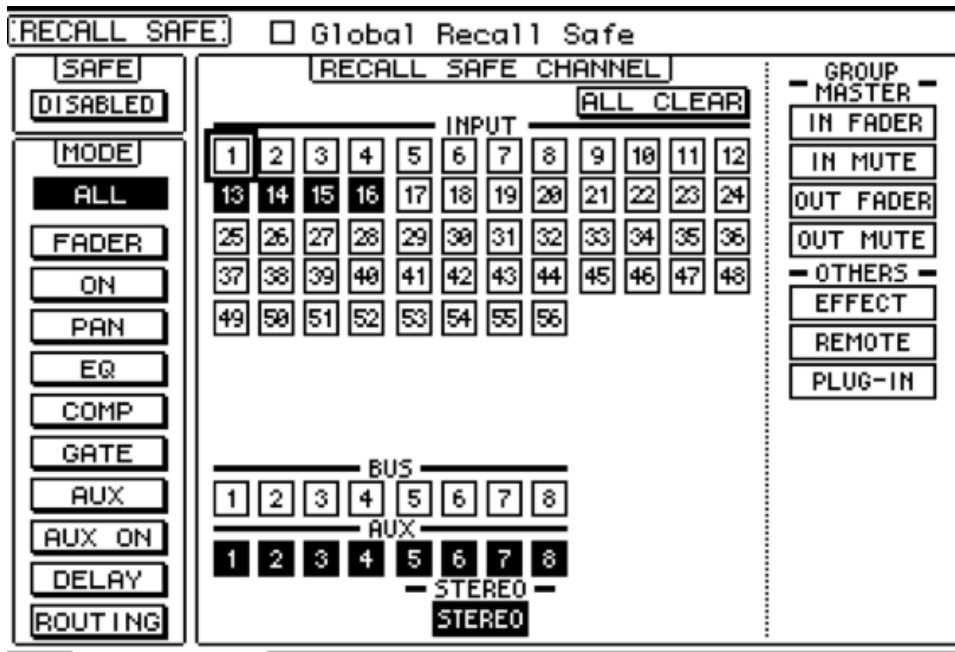 RECALL SAFE Global Recall Safe
SAFE
DISABLED
MODE
ALL
FADER
ON
PAN
EQ
COMP
GATE
AUX
AUX ON
DELAY
ROUTING
RECALL SAFE CHANNEL
ALL CLEAR
INPUT
1 2 3 4 5 6 7 8 9 10 11 12
13 14 15 16 17 18 19 20 21 22 23 24
25 26 27 28 29 30 31 32 33 34 35 36
37 38 39 40 41 42 43 44 45 46 47 48
49 50 51 52 53 54 55 56
BUS
1 2 3 4 5 6 7 8
AUX
1 2 3 4 5 6 7 8
STEREO
STEREO
GROUP
MASTER
IN FADER
IN MUTE
OUT FADER
OUT MUTE
OTHERS
EFFECT
REMOTE
PLUG-IN